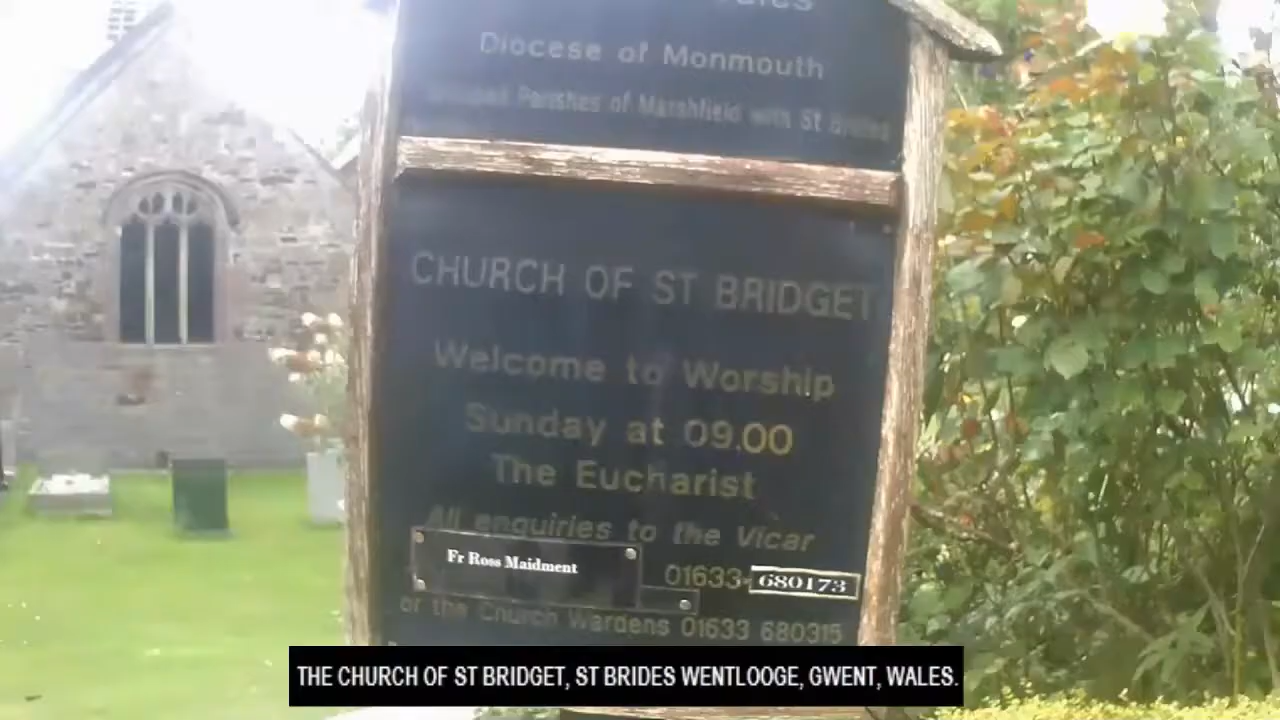 Diocese of Monmouth
Parishes of Marshfield with St Brides
CHURCH OF ST BRIDGET
Welcome to Worship
Sunday at 09.00
The Eucharist
All enquiries to the Vicar
Fr Ross Maidment
01633-680173
or the Church Wardens 01633 680315
THE CHURCH OF ST BRIDGET, ST BRIDES WENTLOOGE, GWENT, WALES.